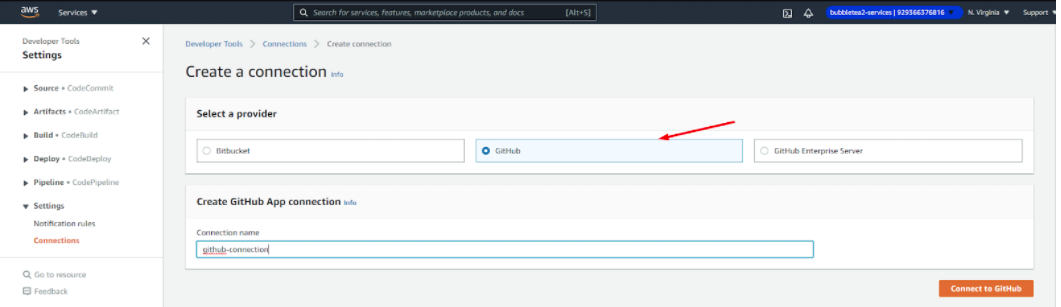 aws Services ▼ Search for services, features, marketplace products, and docs [Alt+S] bubbletea2-services | 929366376816 ▼ N. Virginia ▼ Support ▼
Developer Tools
Settings
Source • CodeCommit
Artifacts • CodeArtifact
Build • CodeBuild
Deploy • CodeDeploy
Pipeline • CodePipeline
Settings
Notification rules
Connections
Go to resource
Feedback
Developer Tools > Connections > Create connection
Create a connection Info
Select a provider
Bitbucket GitHub GitHub Enterprise Server
Create GitHub App connection Info
Connection name
github-connection
Connect to GitHub